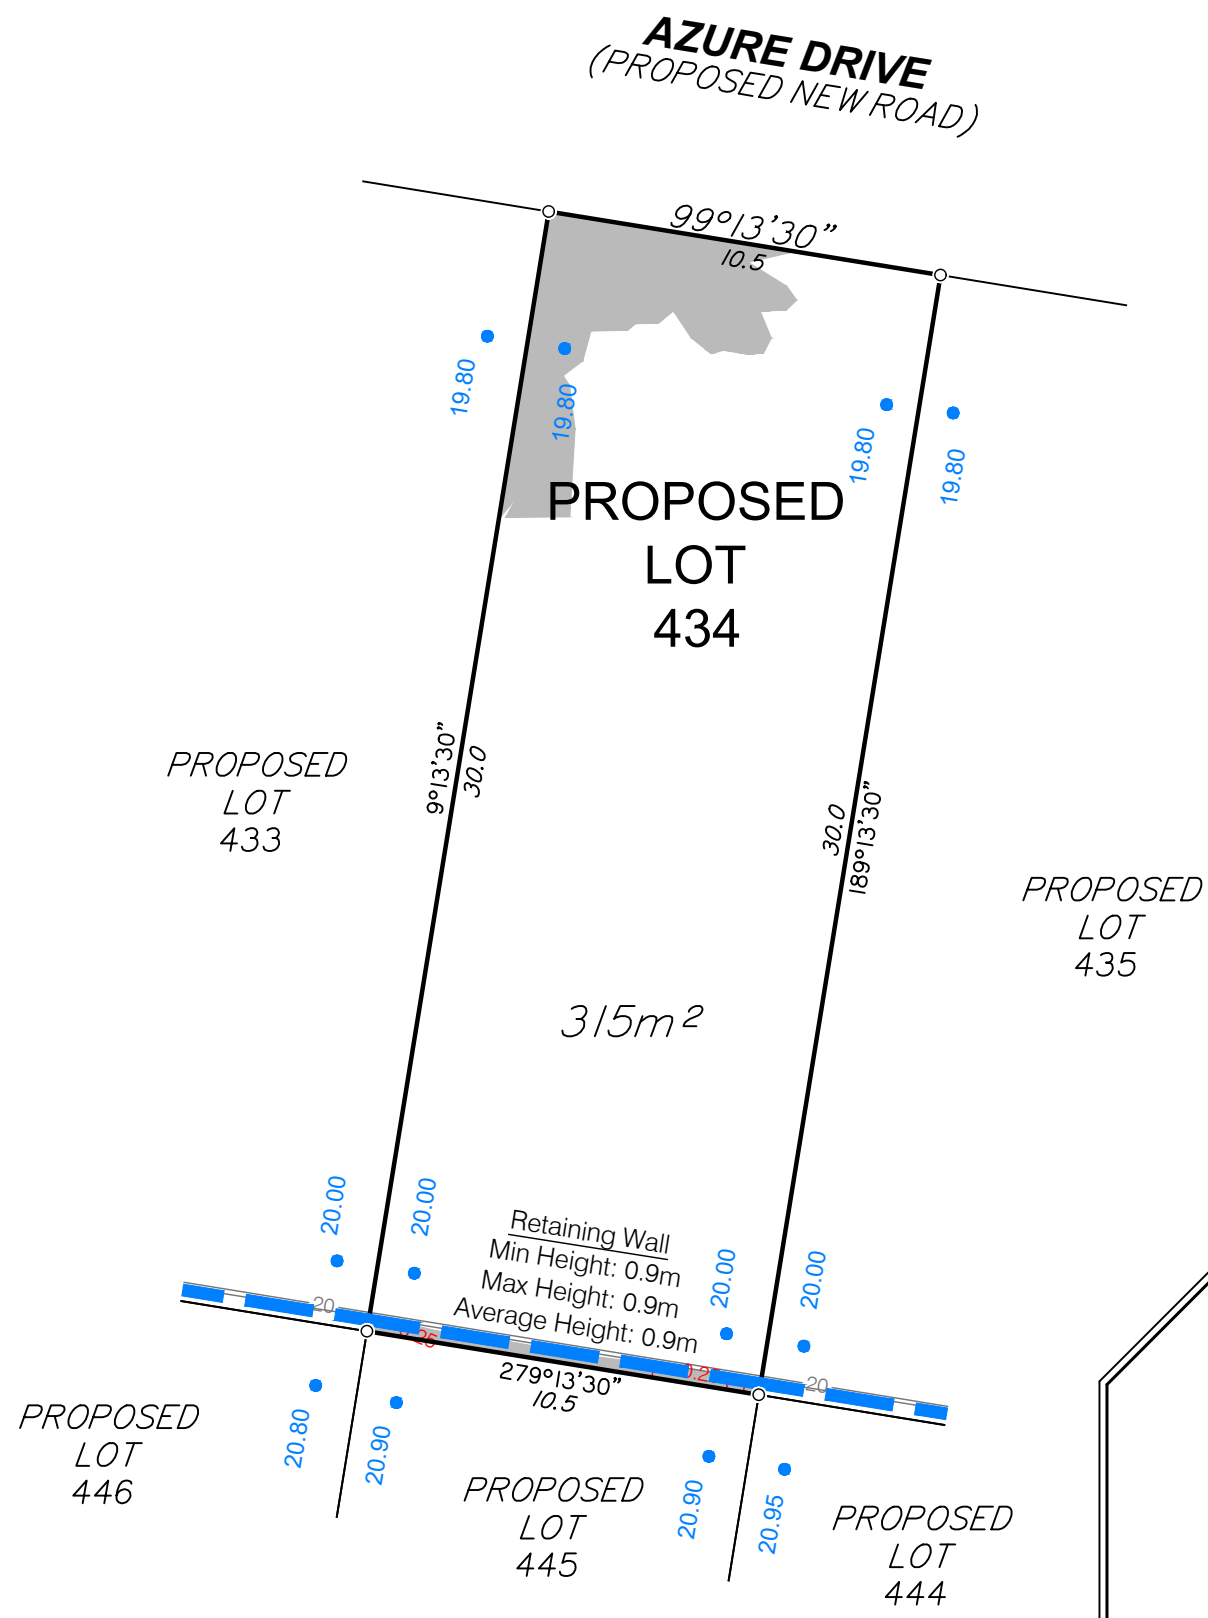 AZURE DRIVE
(PROPOSED NEW ROAD)
99°13'30"
10.5
19.80
19.80
19.80
19.80
PROPOSED
LOT
434
9°13'30"
30.0
30.0
189°13'30"
PROPOSED
LOT
433
PROPOSED
LOT
435
315m²
20.00
20.00
20.00
20.00
Retaining Wall
Min Height: 0.9m
Max Height: 0.9m
Average Height: 0.9m
20
20
279°13'30"
10.5
20.80
20.90
20.90
20.95
PROPOSED
LOT
446
PROPOSED
LOT
445
PROPOSED
LOT
444